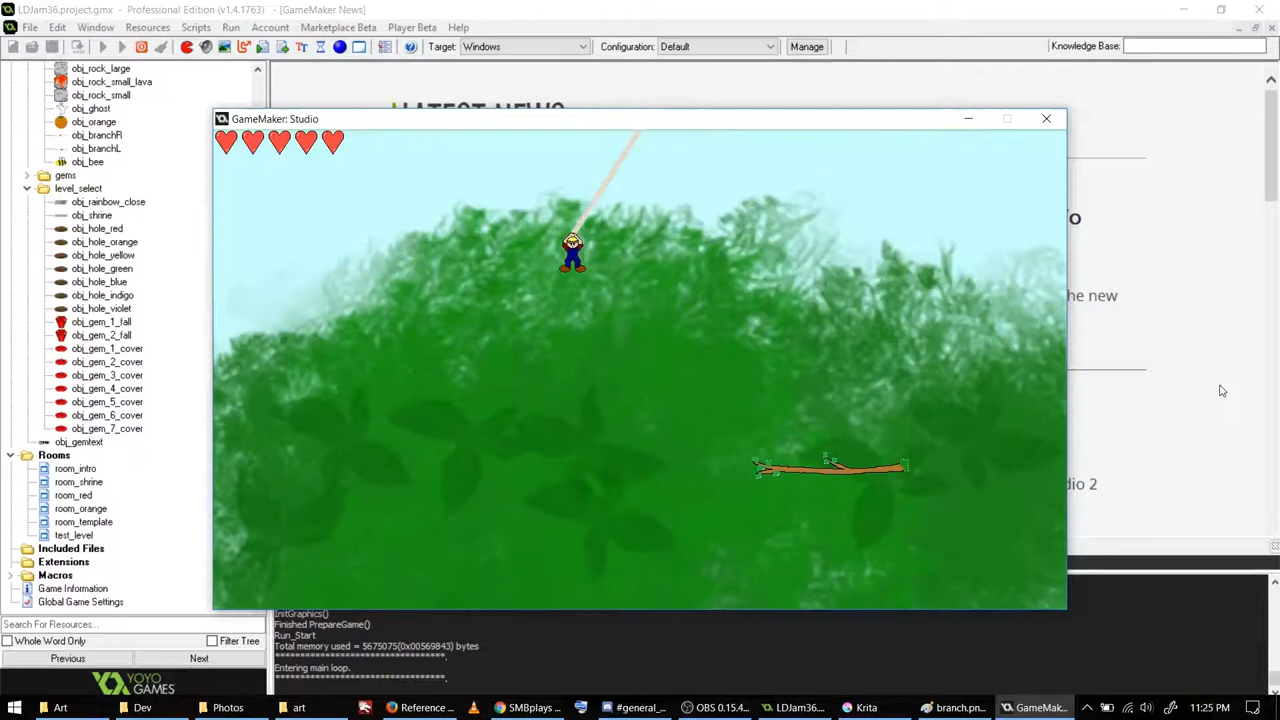 LDJam36.project.gmx - Professional Edition (v1.4.1763) - [GameMaker News]
File Edit Window Resources Scripts Run Account Marketplace Beta Player Beta Help
Target: Windows Configuration: Default Manage Knowledge Base:
obj_rock_large
obj_rock_small_lava
obj_rock_small
obj_ghost
obj_orange
obj_branchR
obj_branchL
obj_bee
gems
level_select
obj_rainbow_close
obj_shrine
obj_hole_red
obj_hole_orange
obj_hole_yellow
obj_hole_green
obj_hole_blue
obj_hole_indigo
obj_hole_violet
obj_gem_1_fall
obj_gem_2_fall
obj_gem_1_cover
obj_gem_2_cover
obj_gem_3_cover
obj_gem_4_cover
obj_gem_5_cover
obj_gem_6_cover
obj_gem_7_cover
obj_gemtext
Rooms
room_intro
room_shrine
room_red
room_orange
room_template
test_level
Included Files
Extensions
Macros
Game Information
Global Game Settings
Search For Resources...
Whole Word Only Filter Tree
Previous Next
YOYO
GAMES
LATEST NEWS
GameMaker: Studio
he new
dio 2
InitGraphics()
Finished PrepareGame()
Run_Start
Total memory used = 5675075(0x00569843) bytes
**********************************.
Entering main loop.
**********************************.
Art Dev Photos art Reference ... SMBplays ... #general_... OBS 0.15.4... LDJam36.... Krita branch.pn... GameMak... 11:25 PM